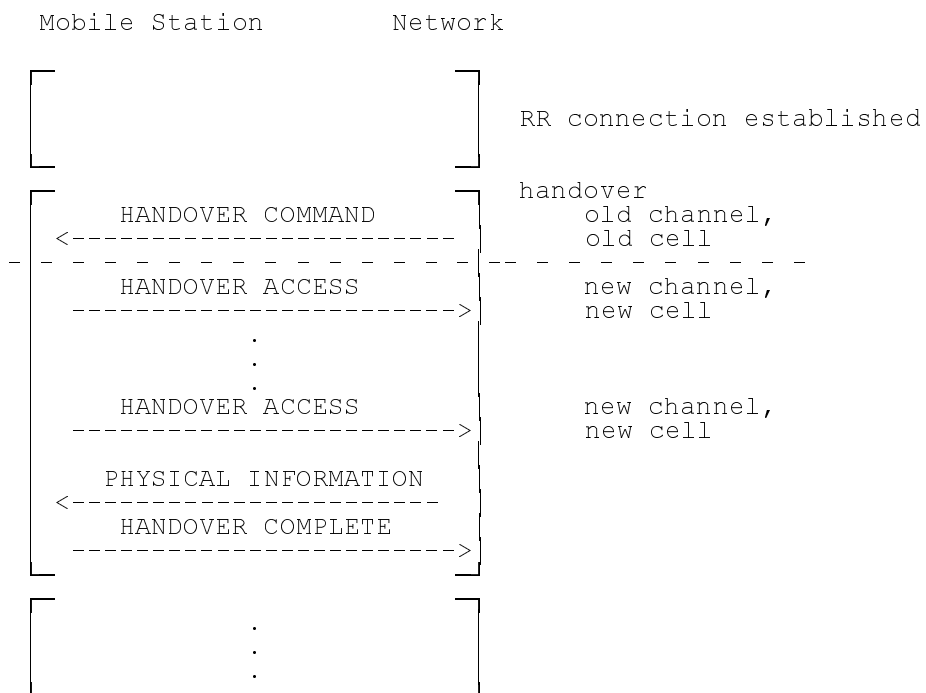 Mobile Station Network
RR connection established
handover
HANDOVER COMMAND old channel,
<------------------------ old cell
- - - - - - - - - - - - - - - - -- - - - - - - - - -
HANDOVER ACCESS new channel,
------------------------> new cell
.
.
.
HANDOVER ACCESS new channel,
------------------------> new cell
PHYSICAL INFORMATION
<-----------------------
HANDOVER COMPLETE
------------------------>
.
.
.